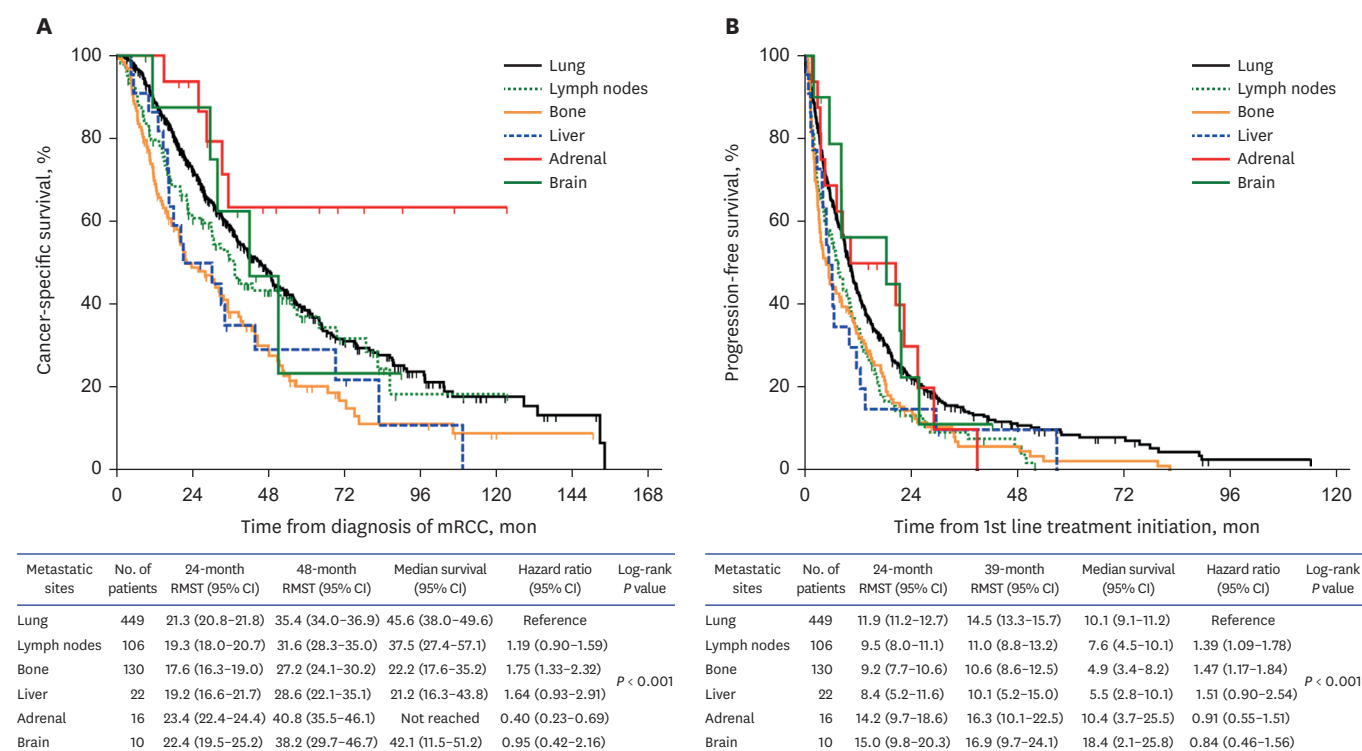 A
Cancer-specific survival, %
100
80
60
40
20
0
Lung
Lymph nodes
Bone
Liver
Adrenal
Brain
0 24 48 72 96 120 144 168
Time from diagnosis of mRCC, mon
Metastatic sites No. of patients 24-month RMST (95% CI) 48-month RMST (95% CI) Median survival (95% CI) Hazard ratio (95% CI) Log-rank P value
Lung 449 21.3 (20.8–21.8) 35.4 (34.0–36.9) 45.6 (38.0–49.6) Reference
Lymph nodes 106 19.3 (18.0–20.7) 31.6 (28.3–35.0) 37.5 (27.4–57.1) 1.19 (0.90–1.59)
Bone 130 17.6 (16.3–19.0) 27.2 (24.1–30.2) 22.2 (17.6–35.2) 1.75 (1.33–2.32)
P < 0.001
Liver 22 19.2 (16.6–21.7) 28.6 (22.1–35.1) 21.2 (16.3–43.8) 1.64 (0.93–2.91)
Adrenal 16 23.4 (22.4–24.4) 40.8 (35.5–46.1) Not reached 0.40 (0.23–0.69)
Brain 10 22.4 (19.5–25.2) 38.2 (29.7–46.7) 42.1 (11.5–51.2) 0.95 (0.42–2.16)
B
Progression-free survival, %
100
80
60
40
20
0
Lung
Lymph nodes
Bone
Liver
Adrenal
Brain
0 24 48 72 96 120
Time from 1st line treatment initiation, mon
Metastatic sites No. of patients 24-month RMST (95% CI) 39-month RMST (95% CI) Median survival (95% CI) Hazard ratio (95% CI) Log-rank P value
Lung 449 11.9 (11.2–12.7) 14.5 (13.3–15.7) 10.1 (9.1–11.2) Reference
Lymph nodes 106 9.5 (8.0–11.1) 11.0 (8.8–13.2) 7.6 (4.5–10.1) 1.39 (1.09–1.78)
Bone 130 9.2 (7.7–10.6) 10.6 (8.6–12.5) 4.9 (3.4–8.2) 1.47 (1.17–1.84)
P < 0.001
Liver 22 8.4 (5.2–11.6) 10.1 (5.2–15.0) 5.5 (2.8–10.1) 1.51 (0.90–2.54)
Adrenal 16 14.2 (9.7–18.6) 16.3 (10.1–22.5) 10.4 (3.7–25.5) 0.91 (0.55–1.51)
Brain 10 15.0 (9.8–20.3) 16.9 (9.7–24.1) 18.4 (2.1–25.8) 0.84 (0.46–1.56)